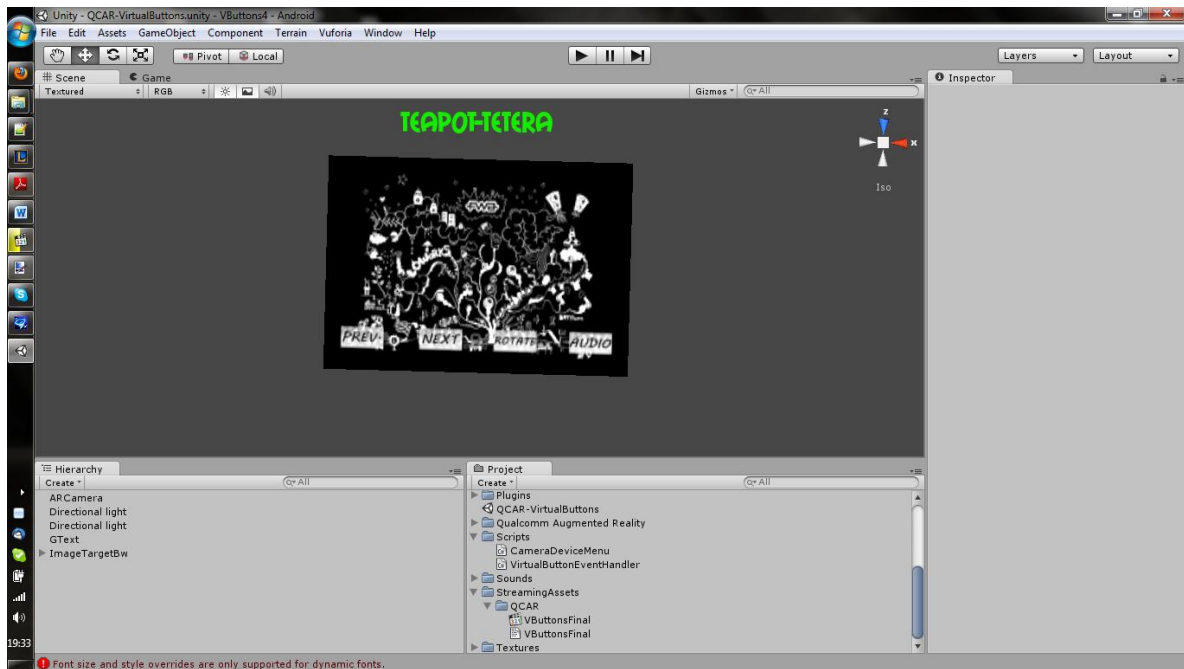 Unity - QCAR-VirtualButtons.unity - VButtons4 - Android
File Edit Assets GameObject Component Terrain Vuforia Window Help
Pivot Local Layers Layout
# Scene Game Inspector
Textured RGB Gizmos All
TEAPOT-TETERA
z
x
Iso
PREV. NEXT ROTATE AUDIO
Hierarchy
Create All
ARCamera
Directional light
Directional light
GText
ImageTargetBw
Project
Create All
Plugins
QCAR-VirtualButtons
Qualcomm Augmented Reality
Scripts
CameraDeviceMenu
VirtualButtonEventHandler
Sounds
StreamingAssets
QCAR
VButtonsFinal
VButtonsFinal
Textures
19:33
Font size and style overrides are only supported for dynamic fonts.